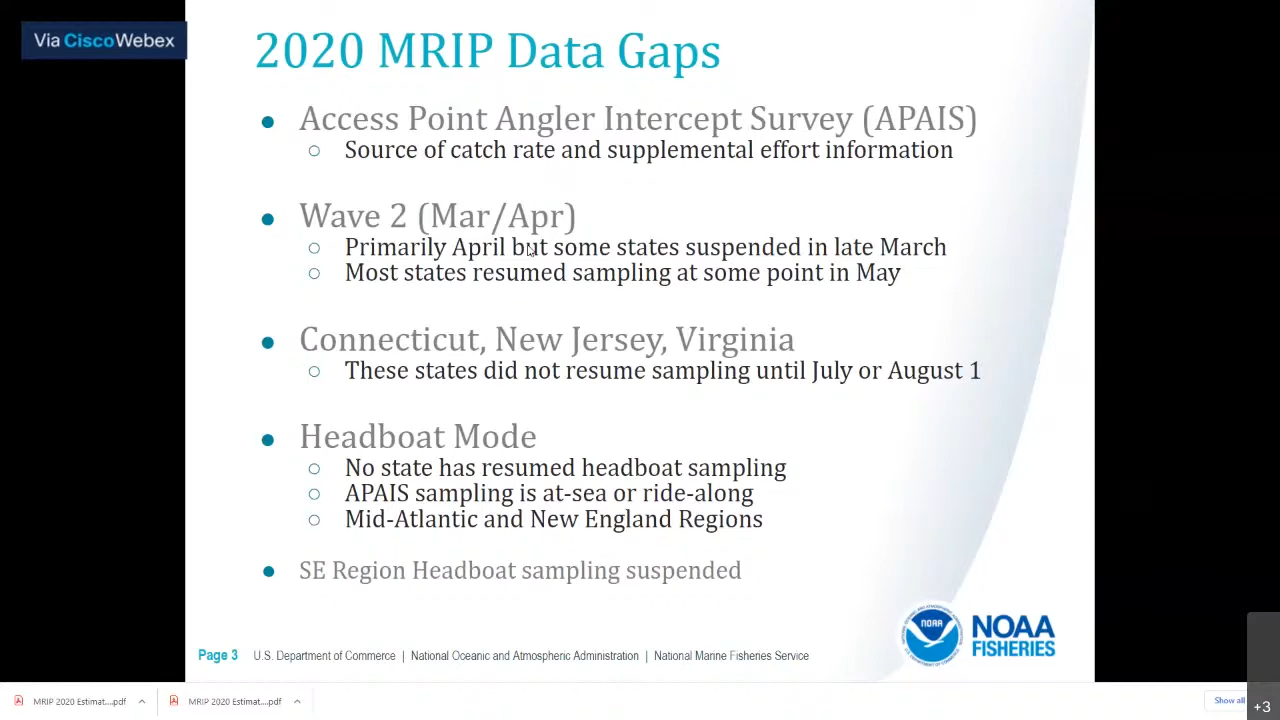 Via CiscoWebex
2020 MRIP Data Gaps
• Access Point Angler Intercept Survey (APAIS)
○ Source of catch rate and supplemental effort information
• Wave 2 (Mar/Apr)
○ Primarily April but some states suspended in late March
○ Most states resumed sampling at some point in May
• Connecticut, New Jersey, Virginia
○ These states did not resume sampling until July or August 1
• Headboat Mode
○ No state has resumed headboat sampling
○ APAIS sampling is at-sea or ride-along
○ Mid-Atlantic and New England Regions
• SE Region Headboat sampling suspended
NOAA
NOAA
FISHERIES
Page 3 U.S. Department of Commerce | National Oceanic and Atmospheric Administration | National Marine Fisheries Service
MRIP 2020 Estimat....pdf MRIP 2020 Estimat....pdf Show all
+3